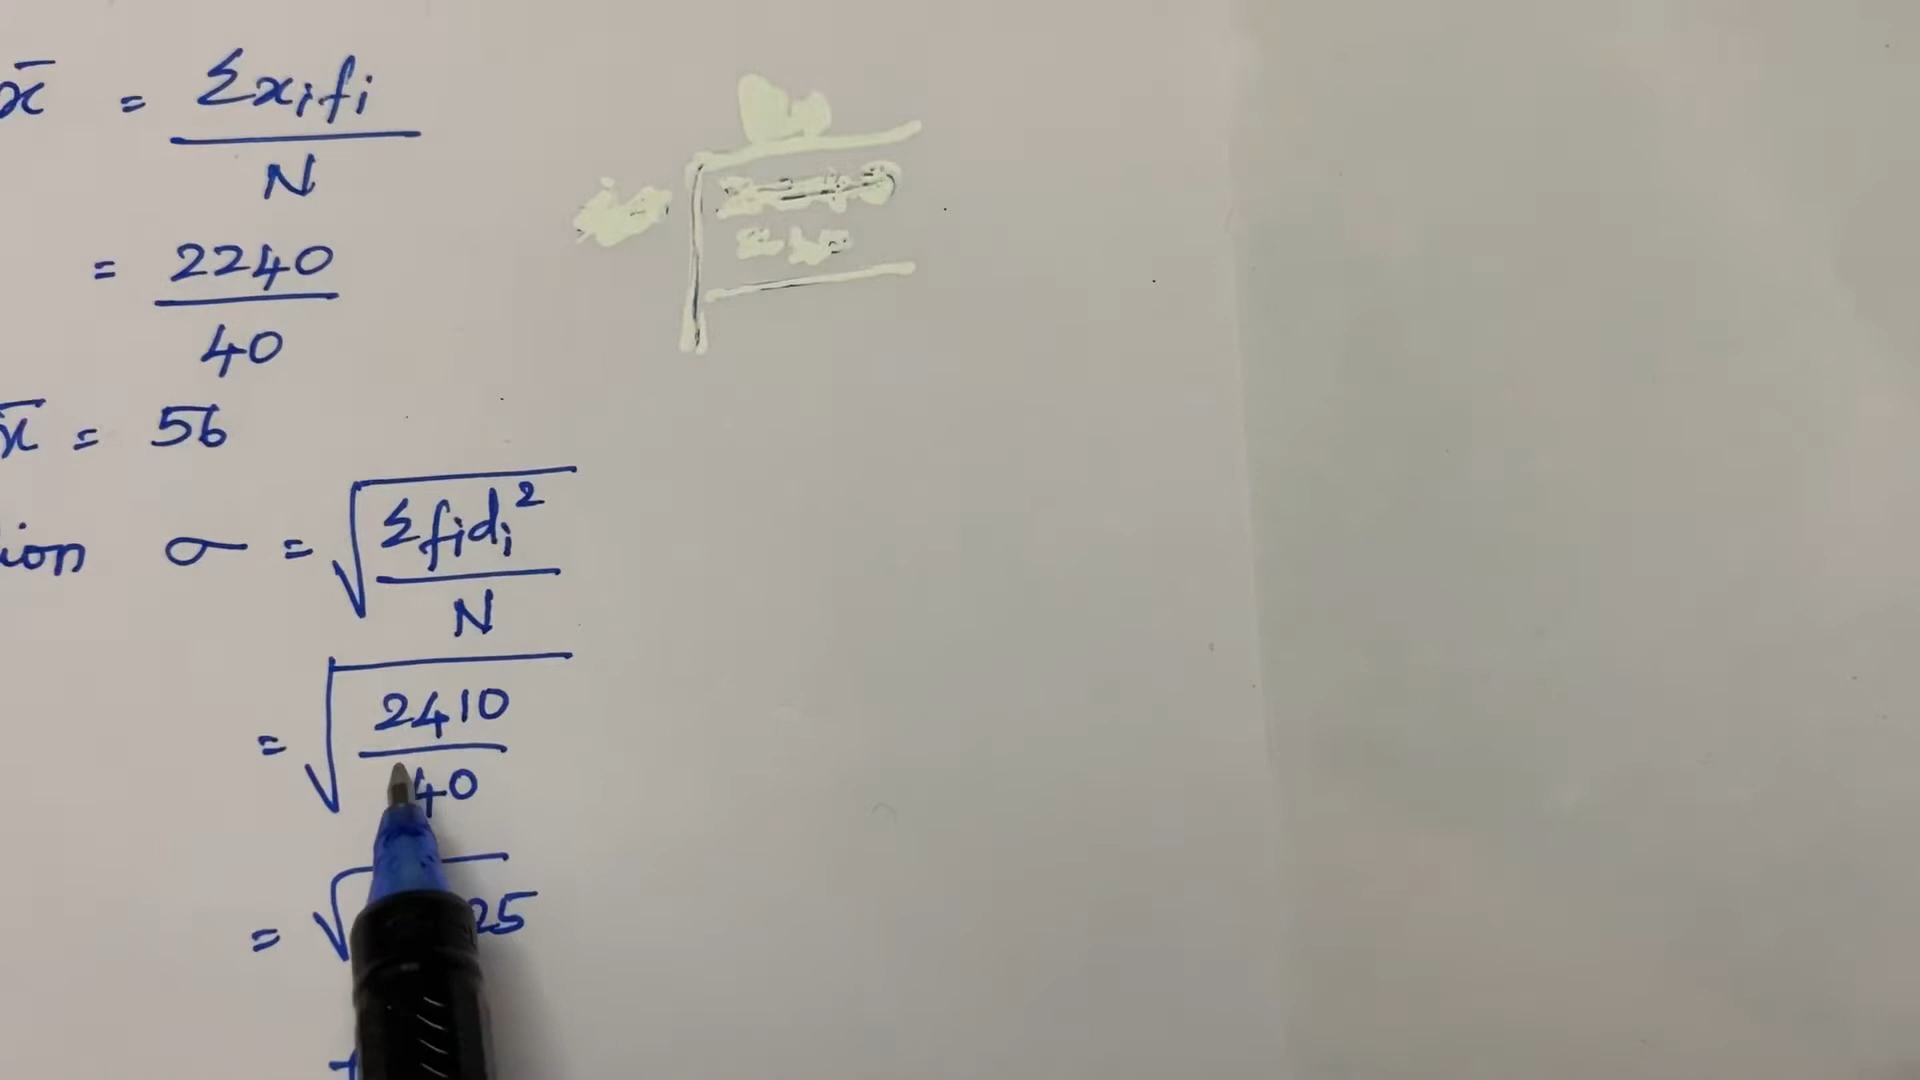 x̄ = Σxifi
N
= 2240
40
x̄ = 56
ion σ = √Σfidi²
N
= √2410
40
= √ 25